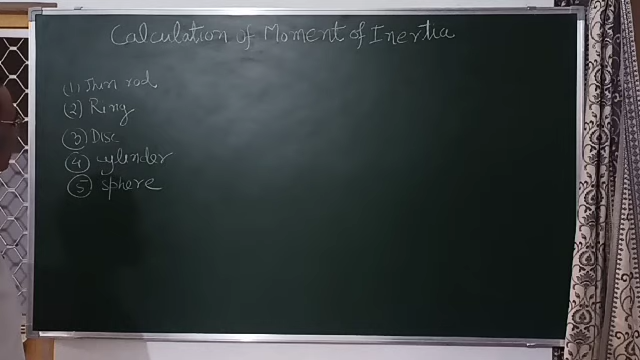 Calculation of Moment of Inertia
(1) Thin rod
(2) Ring
(3) Disc
(4) cylinder
(5) sphere